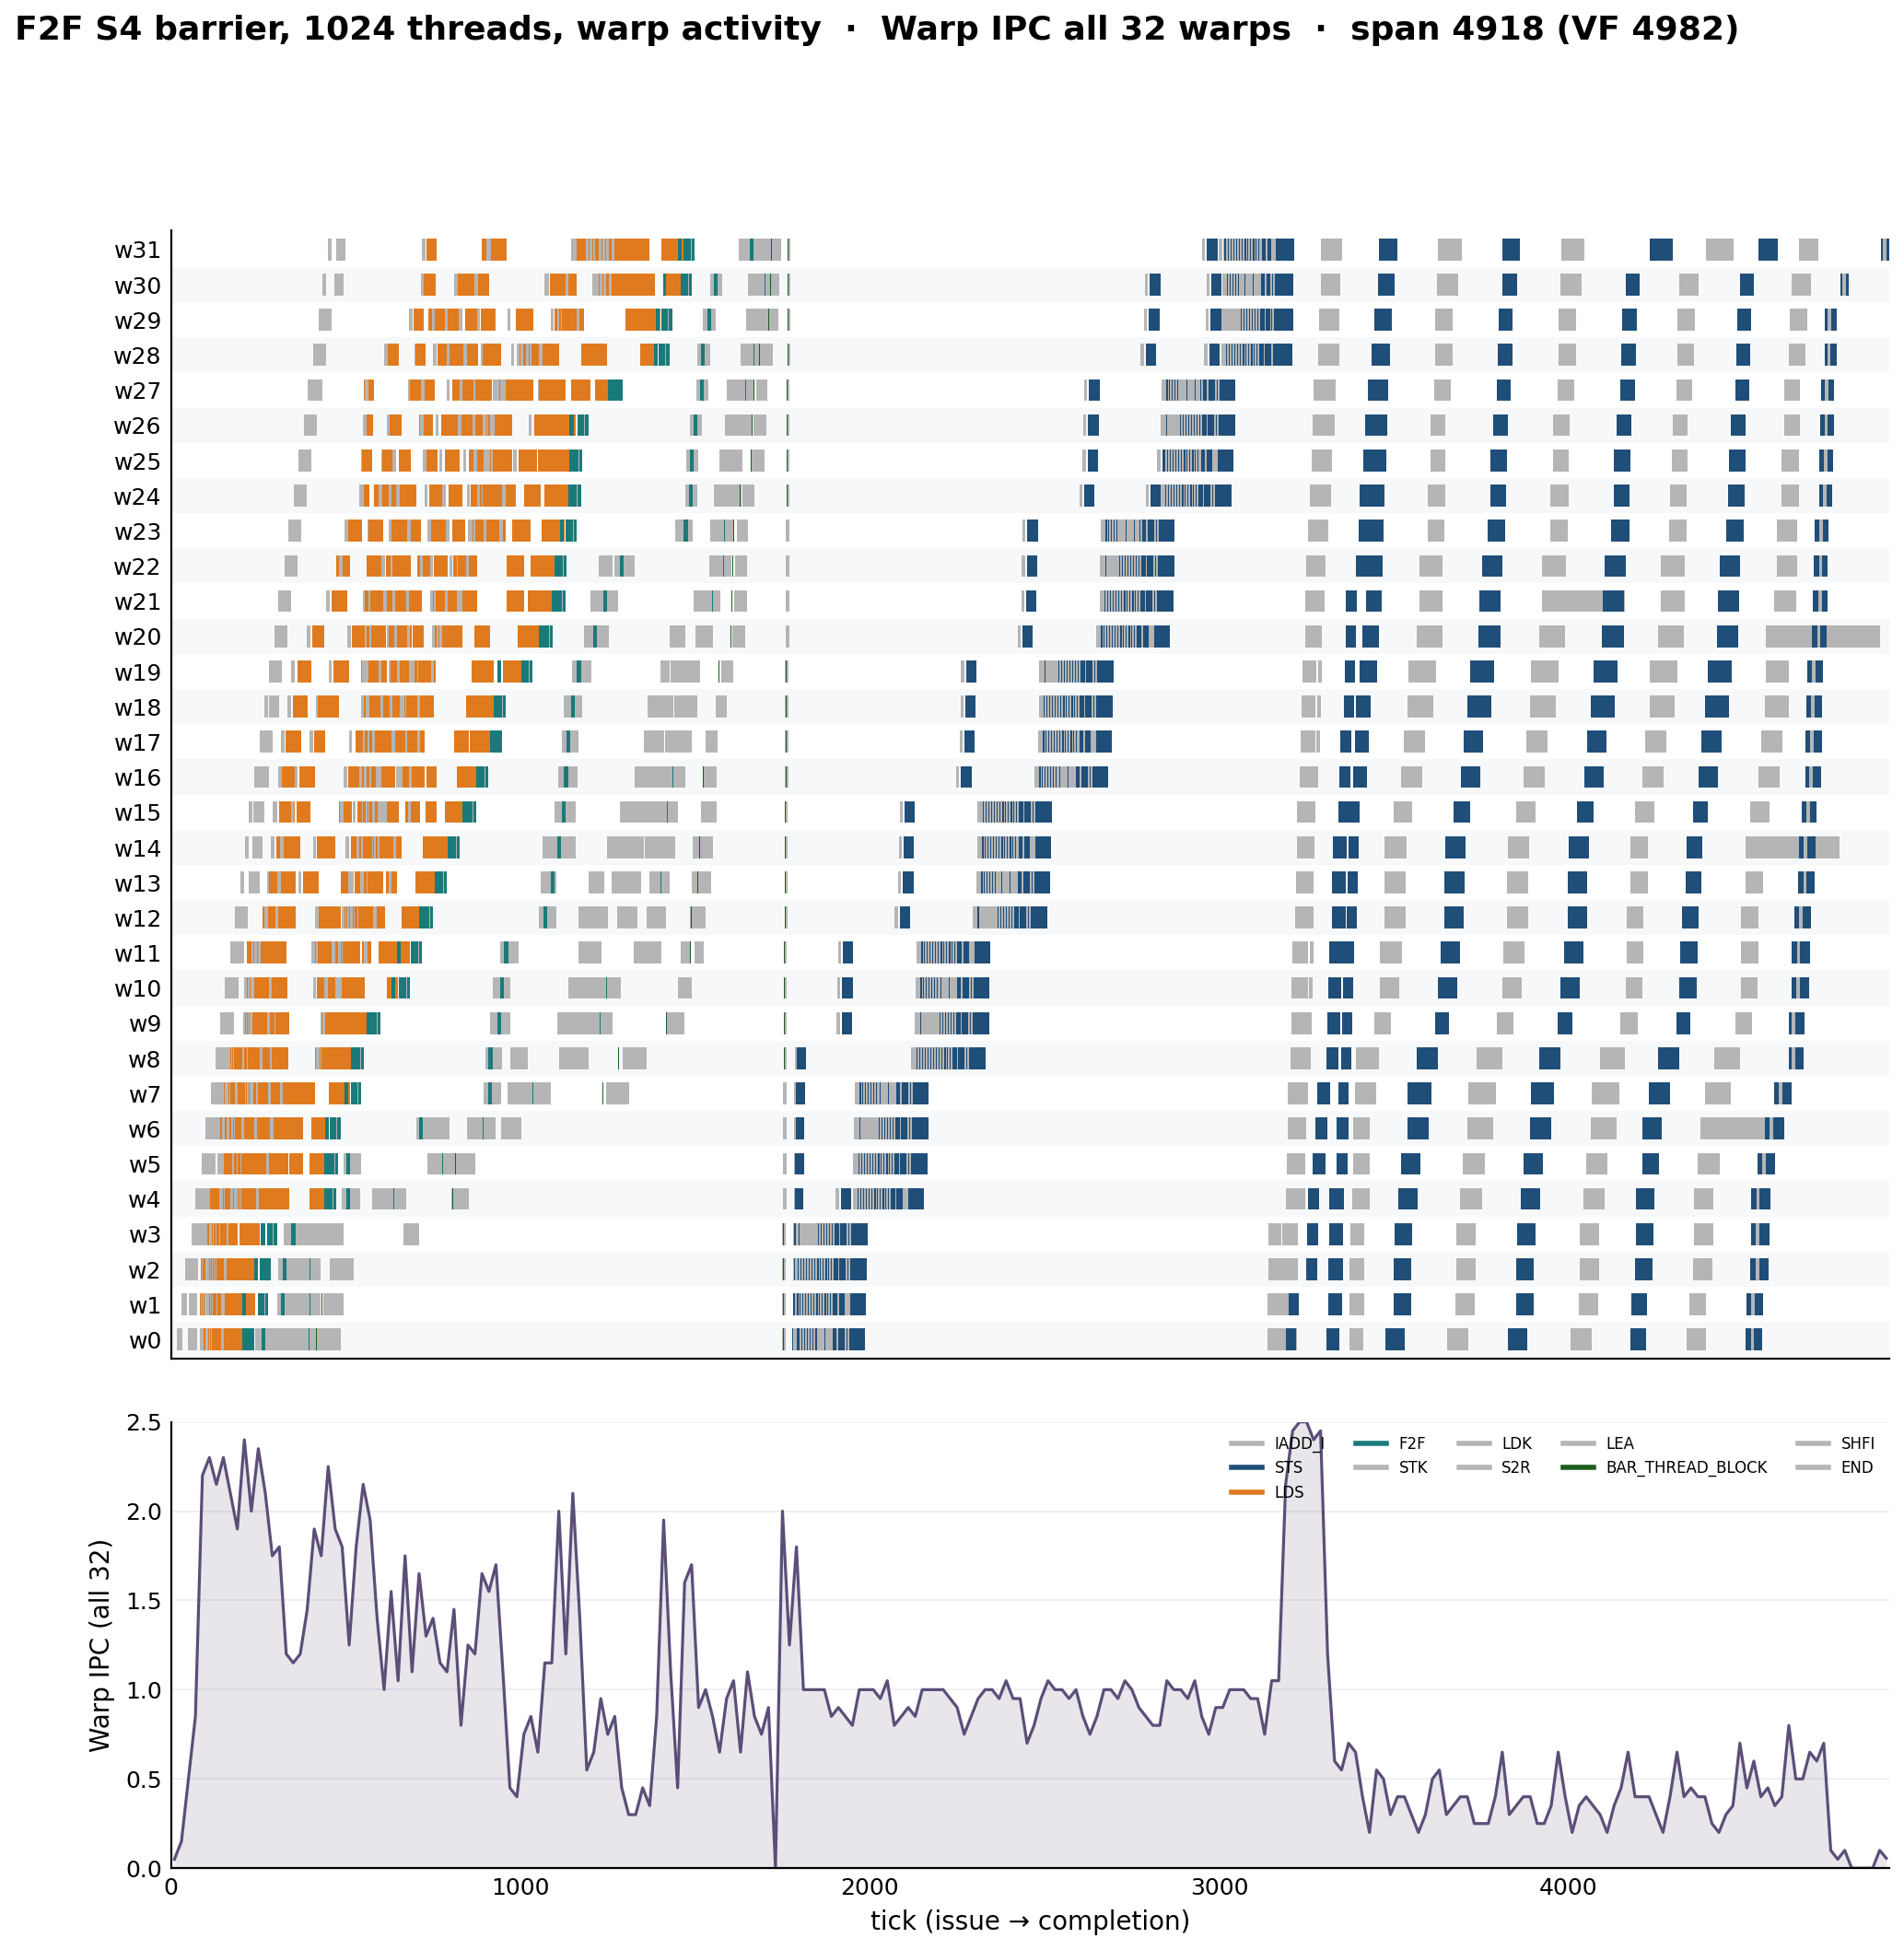 F2F S4 barrier, 1024 threads, warp activity · Warp IPC all 32 warps · span 4918 (VF 4982)
w31
w30
w29
w28
w27
w26
w25
w24
w23
w22
w21
w20
w19
w18
w17
w16
w15
w14
w13
w12
w11
w10
w9
w8
w7
w6
w5
w4
w3
w2
w1
w0
Warp IPC (all 32)
2.5
2.0
1.5
1.0
0.5
0.0
IADD_I F2F LDK LEA SHFI
STS STK S2R BAR_THREAD_BLOCK END
LDS
0 1000 2000 3000 4000
tick (issue → completion)